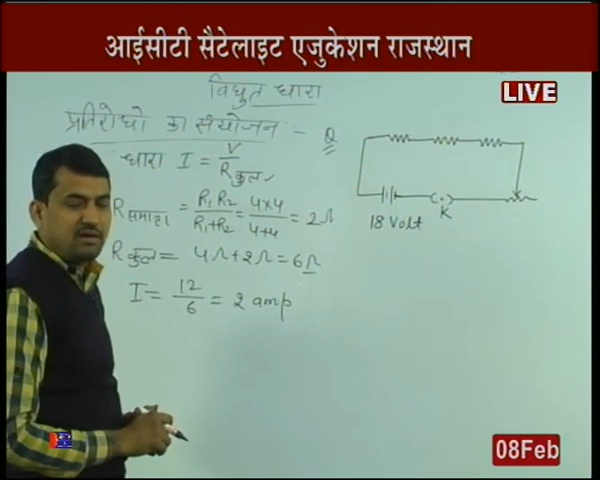 आईसीटी सैटेलाइट एजुकेशन राजस्थान
LIVE
विधुत धारा
प्रतिरोधो का संयोजन - Q
धारा I = V / R कुल
R समा. = R₁R₂ / R₁+R₂ = 4×4 / 4+4 = 2Ω
R कुल = 4Ω+2Ω = 6Ω
I = 12 / 6 = 2 amp
18 Volt
K
08Feb